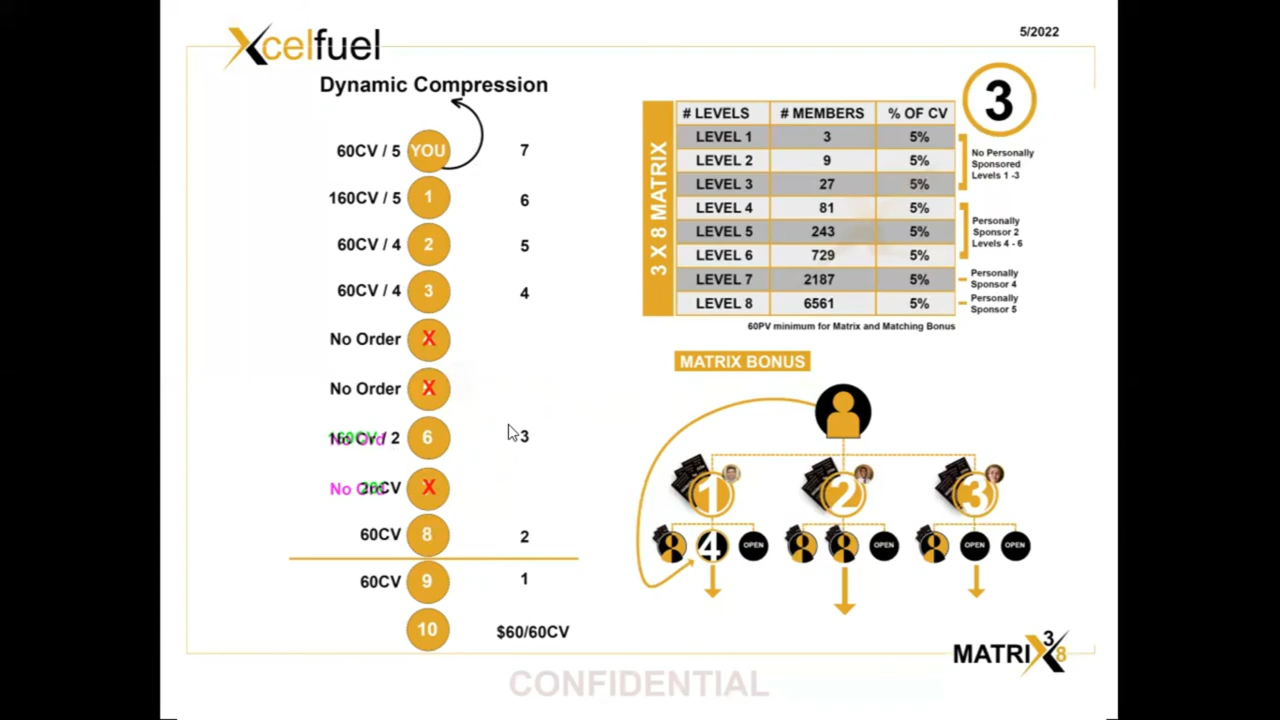 Xcelfuel
5/2022
Dynamic Compression
60CV / 5 YOU 7
160CV / 5 1 6
60CV / 4 2 5
60CV / 4 3 4
No Order X
No Order X
/ 2 6 3
X
60CV 8 2
60CV 9 1
10 $60/60CV
3
3 X 8 MATRIX
# LEVELS # MEMBERS % OF CV
LEVEL 1 3 5%
LEVEL 2 9 5%
LEVEL 3 27 5%
LEVEL 4 81 5%
LEVEL 5 243 5%
LEVEL 6 729 5%
LEVEL 7 2187 5%
LEVEL 8 6561 5%
No Personally
Sponsored
Levels 1 -3
Personally
Sponsor 2
Levels 4 - 6
Personally
Sponsor 4
Personally
Sponsor 5
60PV minimum for Matrix and Matching Bonus
MATRIX BONUS
1 2 3
4 OPEN OPEN OPEN OPEN
MATRIX 3 8
CONFIDENTIAL